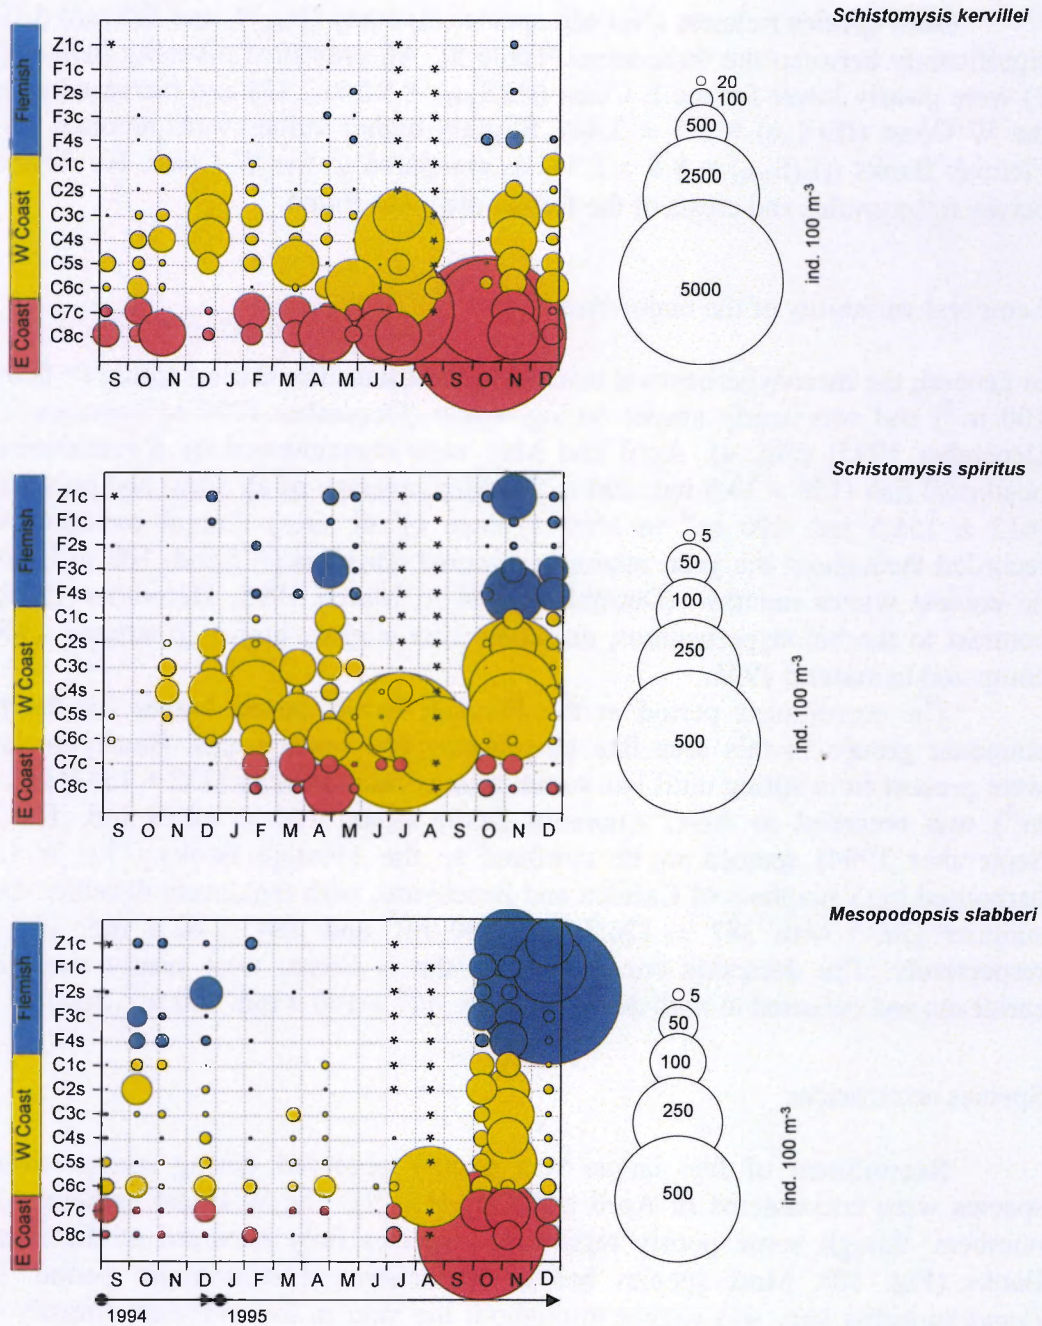 Schistomysis kervillei
Flemish
W Coast
E Coast
Z1c
F1c
F2s
F3c
F4s
C1c
C2s
C3c
C4s
C5s
C6c
C7c
C8c
S O N D J F M A M J J A S O N D
20
100
500
2500
5000
ind. 100 m-3
Schistomysis spiritus
Flemish
W Coast
E Coast
Z1c
F1c
F2s
F3c
F4s
C1c
C2s
C3c
C4s
C5s
C6c
C7c
C8c
S O N D J F M A M J J A S O N D
5
50
100
250
500
ind. 100 m-3
Mesopodopsis slabberi
Flemish
W Coast
E Coast
Z1c
F1c
F2s
F3c
F4s
C1c
C2s
C3c
C4s
C5s
C6c
C7c
C8c
S O N D J F M A M J J A S O N D
5
50
100
250
500
ind. 100 m-3
1994 1995